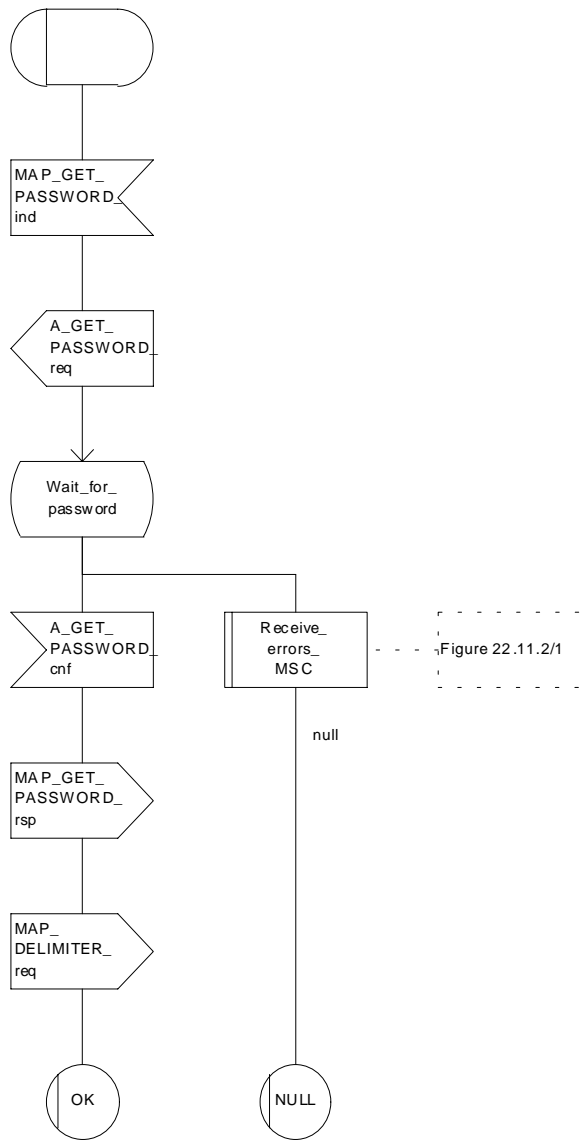 MAP_GET_
PASSWORD_
ind
A_GET_
PASSWORD_
req
Wait_for_
password
A_GET_
PASSWORD_
cnf
Receive_
errors_
MSC
Figure 22.11.2/1
null
MAP_GET_
PASSWORD_
rsp
MAP_
DELIMITER_
req
OK
NULL